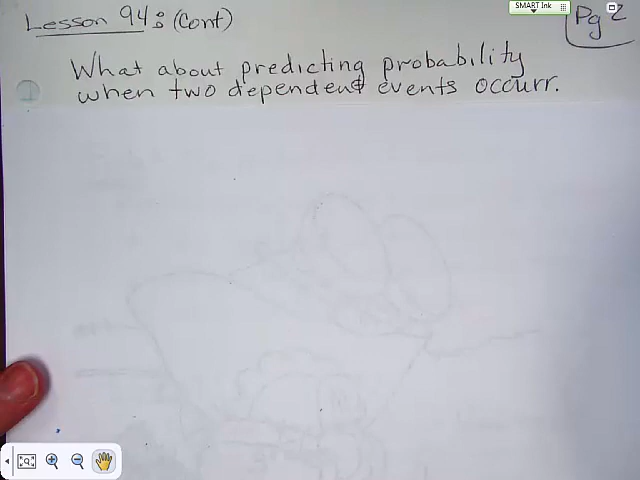 SMART Ink
Lesson 94: (Cont)
Pg 2
What about predicting probability
when two dependent events occurr.